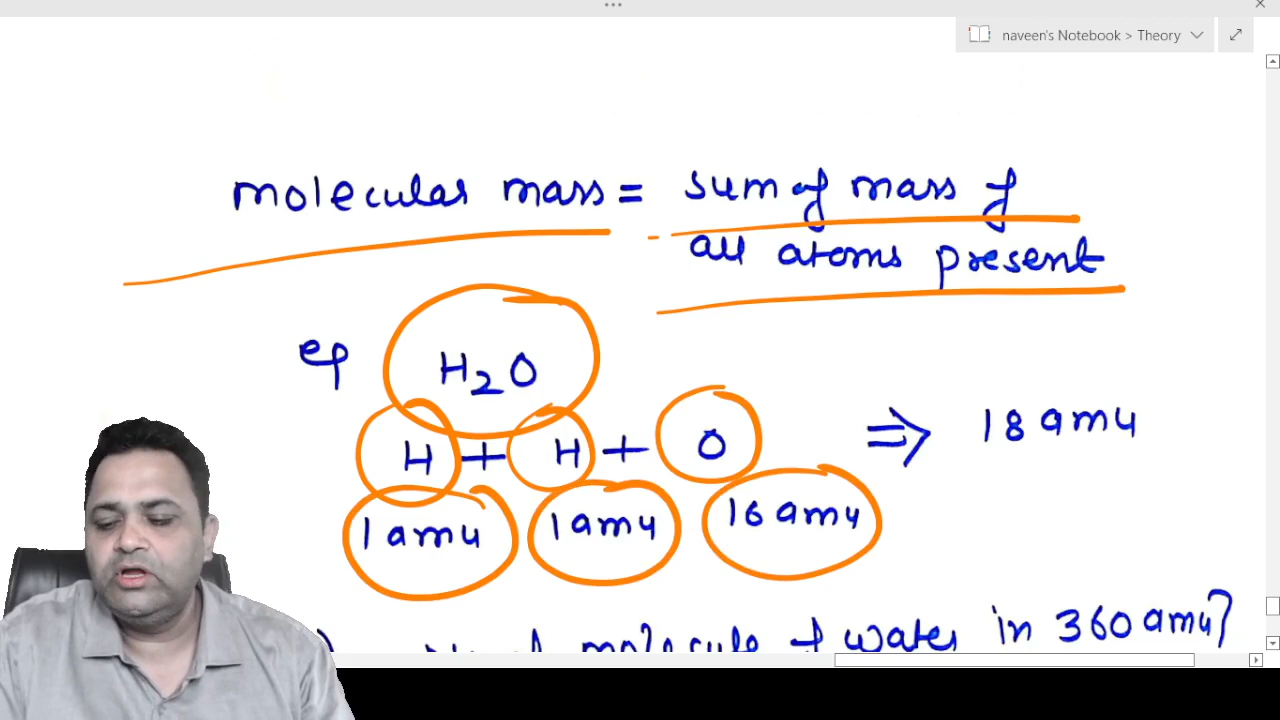 naveen's Notebook > Theory
molecular mass = sum of mass of
all atoms present
eg H2O
H + H + O ⇒ 18 amu
1 amu 1 amu 16 amu
of molecule of water in 360 amu?